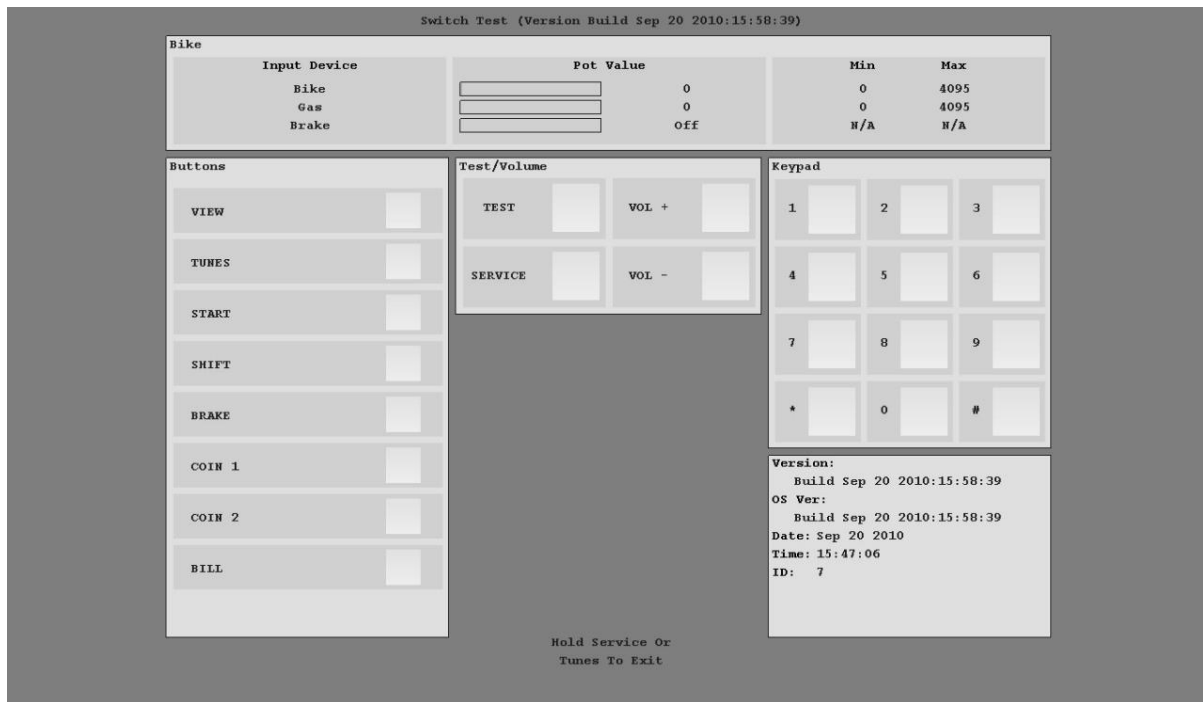 Switch Test (Version Build Sep 20 2010:15:58:39)
Bike
Input Device Pot Value Min Max
Bike 0 0 4095
Gas 0 0 4095
Brake Off N/A N/A
Buttons
VIEW
TUNES
START
SHIFT
BRAKE
COIN 1
COIN 2
BILL
Test/Volume
TEST VOL +
SERVICE VOL -
Keypad
1 2 3
4 5 6
7 8 9
* 0 #
Version:
Build Sep 20 2010:15:58:39
OS Ver:
Build Sep 20 2010:15:58:39
Date: Sep 20 2010
Time: 15:47:06
ID: 7
Hold Service Or
Tunes To Exit